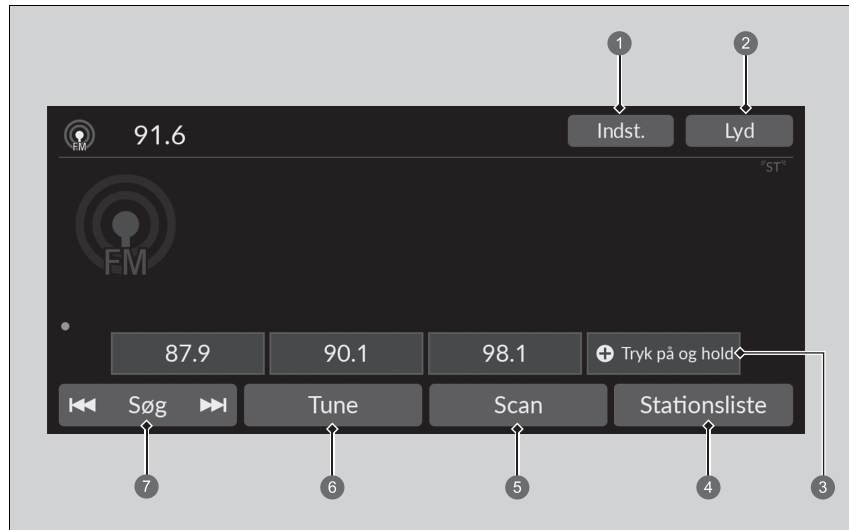 1 2
FM 91.6 Indst. Lyd
"ST"
FM
87.9 90.1 98.1 Tryk på og hold
Søg Tune Scan Stationsliste
7 6 5 4 3